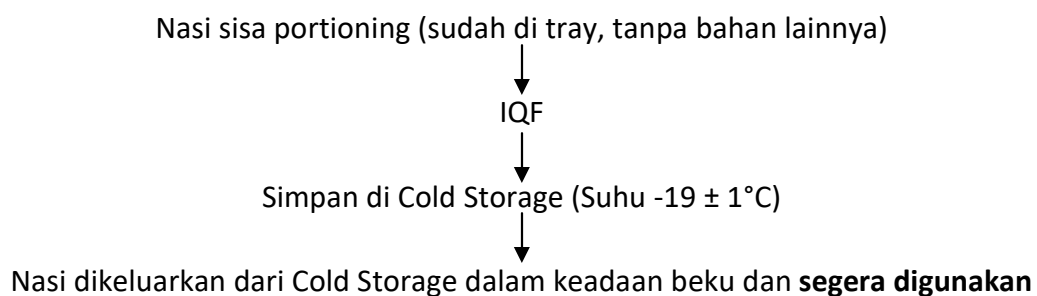 Nasi sisa portioning (sudah di tray, tanpa bahan lainnya)
IQF
Simpan di Cold Storage (Suhu -19 ± 1°C)
Nasi dikeluarkan dari Cold Storage dalam keadaan beku dan segera digunakan